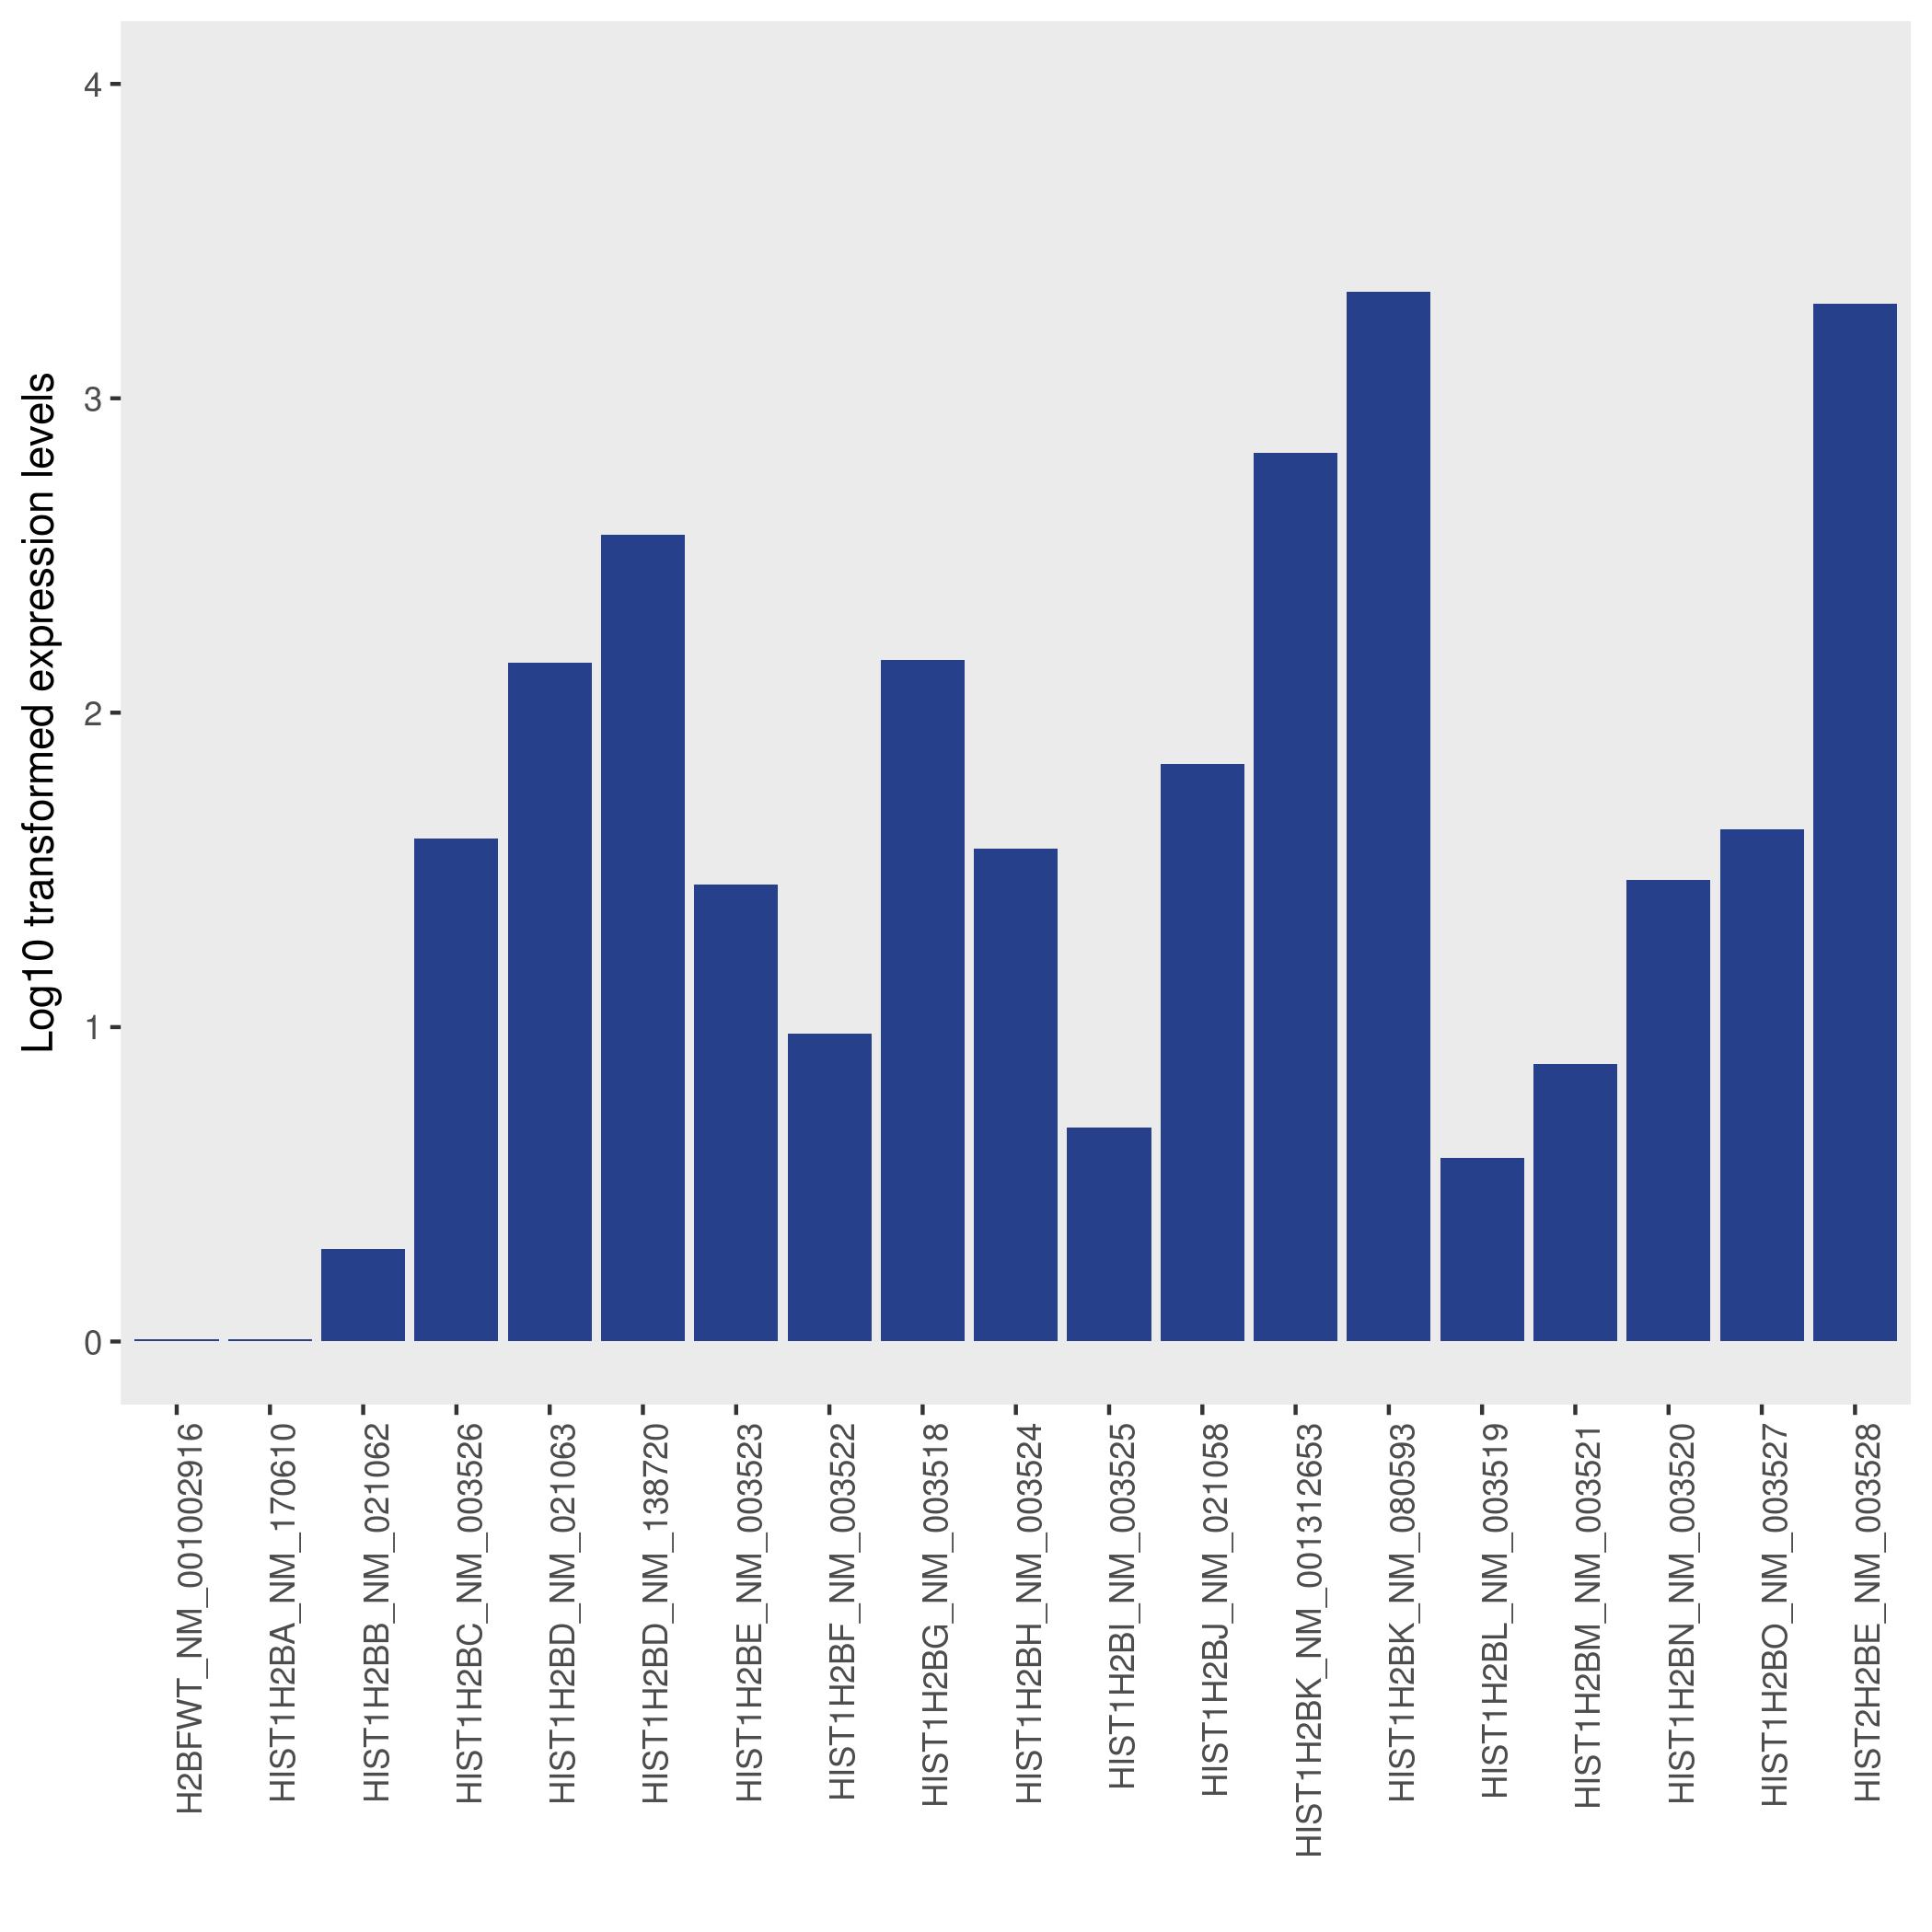 Log10 transformed expression levels
4
3
2
1
0
H2BFWT_NM_001002916
HIST1H2BA_NM_170610
HIST1H2BB_NM_021062
HIST1H2BC_NM_003526
HIST1H2BD_NM_021063
HIST1H2BD_NM_138720
HIST1H2BE_NM_003523
HIST1H2BF_NM_003522
HIST1H2BG_NM_003518
HIST1H2BH_NM_003524
HIST1H2BI_NM_003525
HIST1H2BJ_NM_021058
HIST1H2BK_NM_001312653
HIST1H2BK_NM_080593
HIST1H2BL_NM_003519
HIST1H2BM_NM_003521
HIST1H2BN_NM_003520
HIST1H2BO_NM_003527
HIST2H2BE_NM_003528